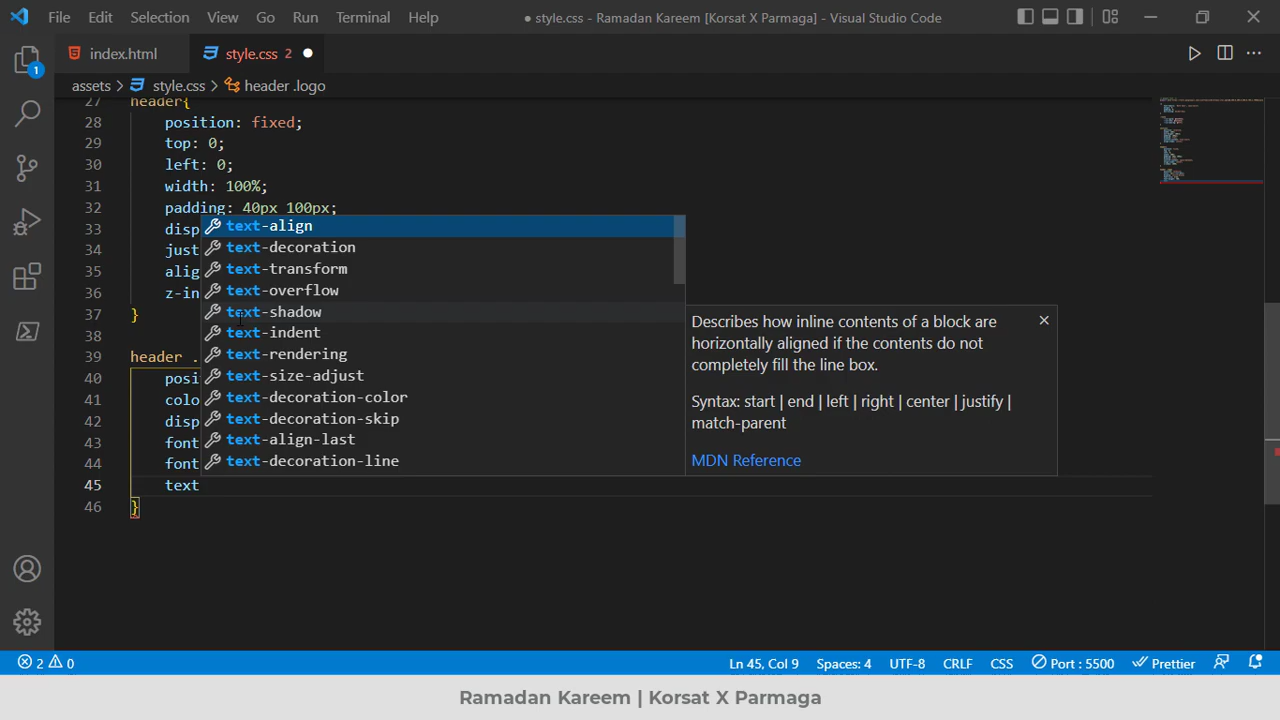 File Edit Selection View Go Run Terminal Help ● style.css - Ramadan Kareem [Korsat X Parmaga] - Visual Studio Code
index.html style.css 2 ●
assets > style.css > header .logo
27 header{
28 position: fixed;
29 top: 0;
30 left: 0;
31 width: 100%;
32 padding: 40px 100px;
33 disp
34 just
35 alig
36 z-in
37 }
38
39 header .
40 posi
41 colo
42 disp
43 font
44 font
45 text
46 }
text-align
text-decoration
text-transform
text-overflow
text-shadow
text-indent
text-rendering
text-size-adjust
text-decoration-color
text-decoration-skip
text-align-last
text-decoration-line
Describes how inline contents of a block are
horizontally aligned if the contents do not
completely fill the line box.
Syntax: start | end | left | right | center | justify |
match-parent
MDN Reference
1
2 0 Ln 45, Col 9 Spaces: 4 UTF-8 CRLF CSS Port : 5500 Prettier
Ramadan Kareem | Korsat X Parmaga